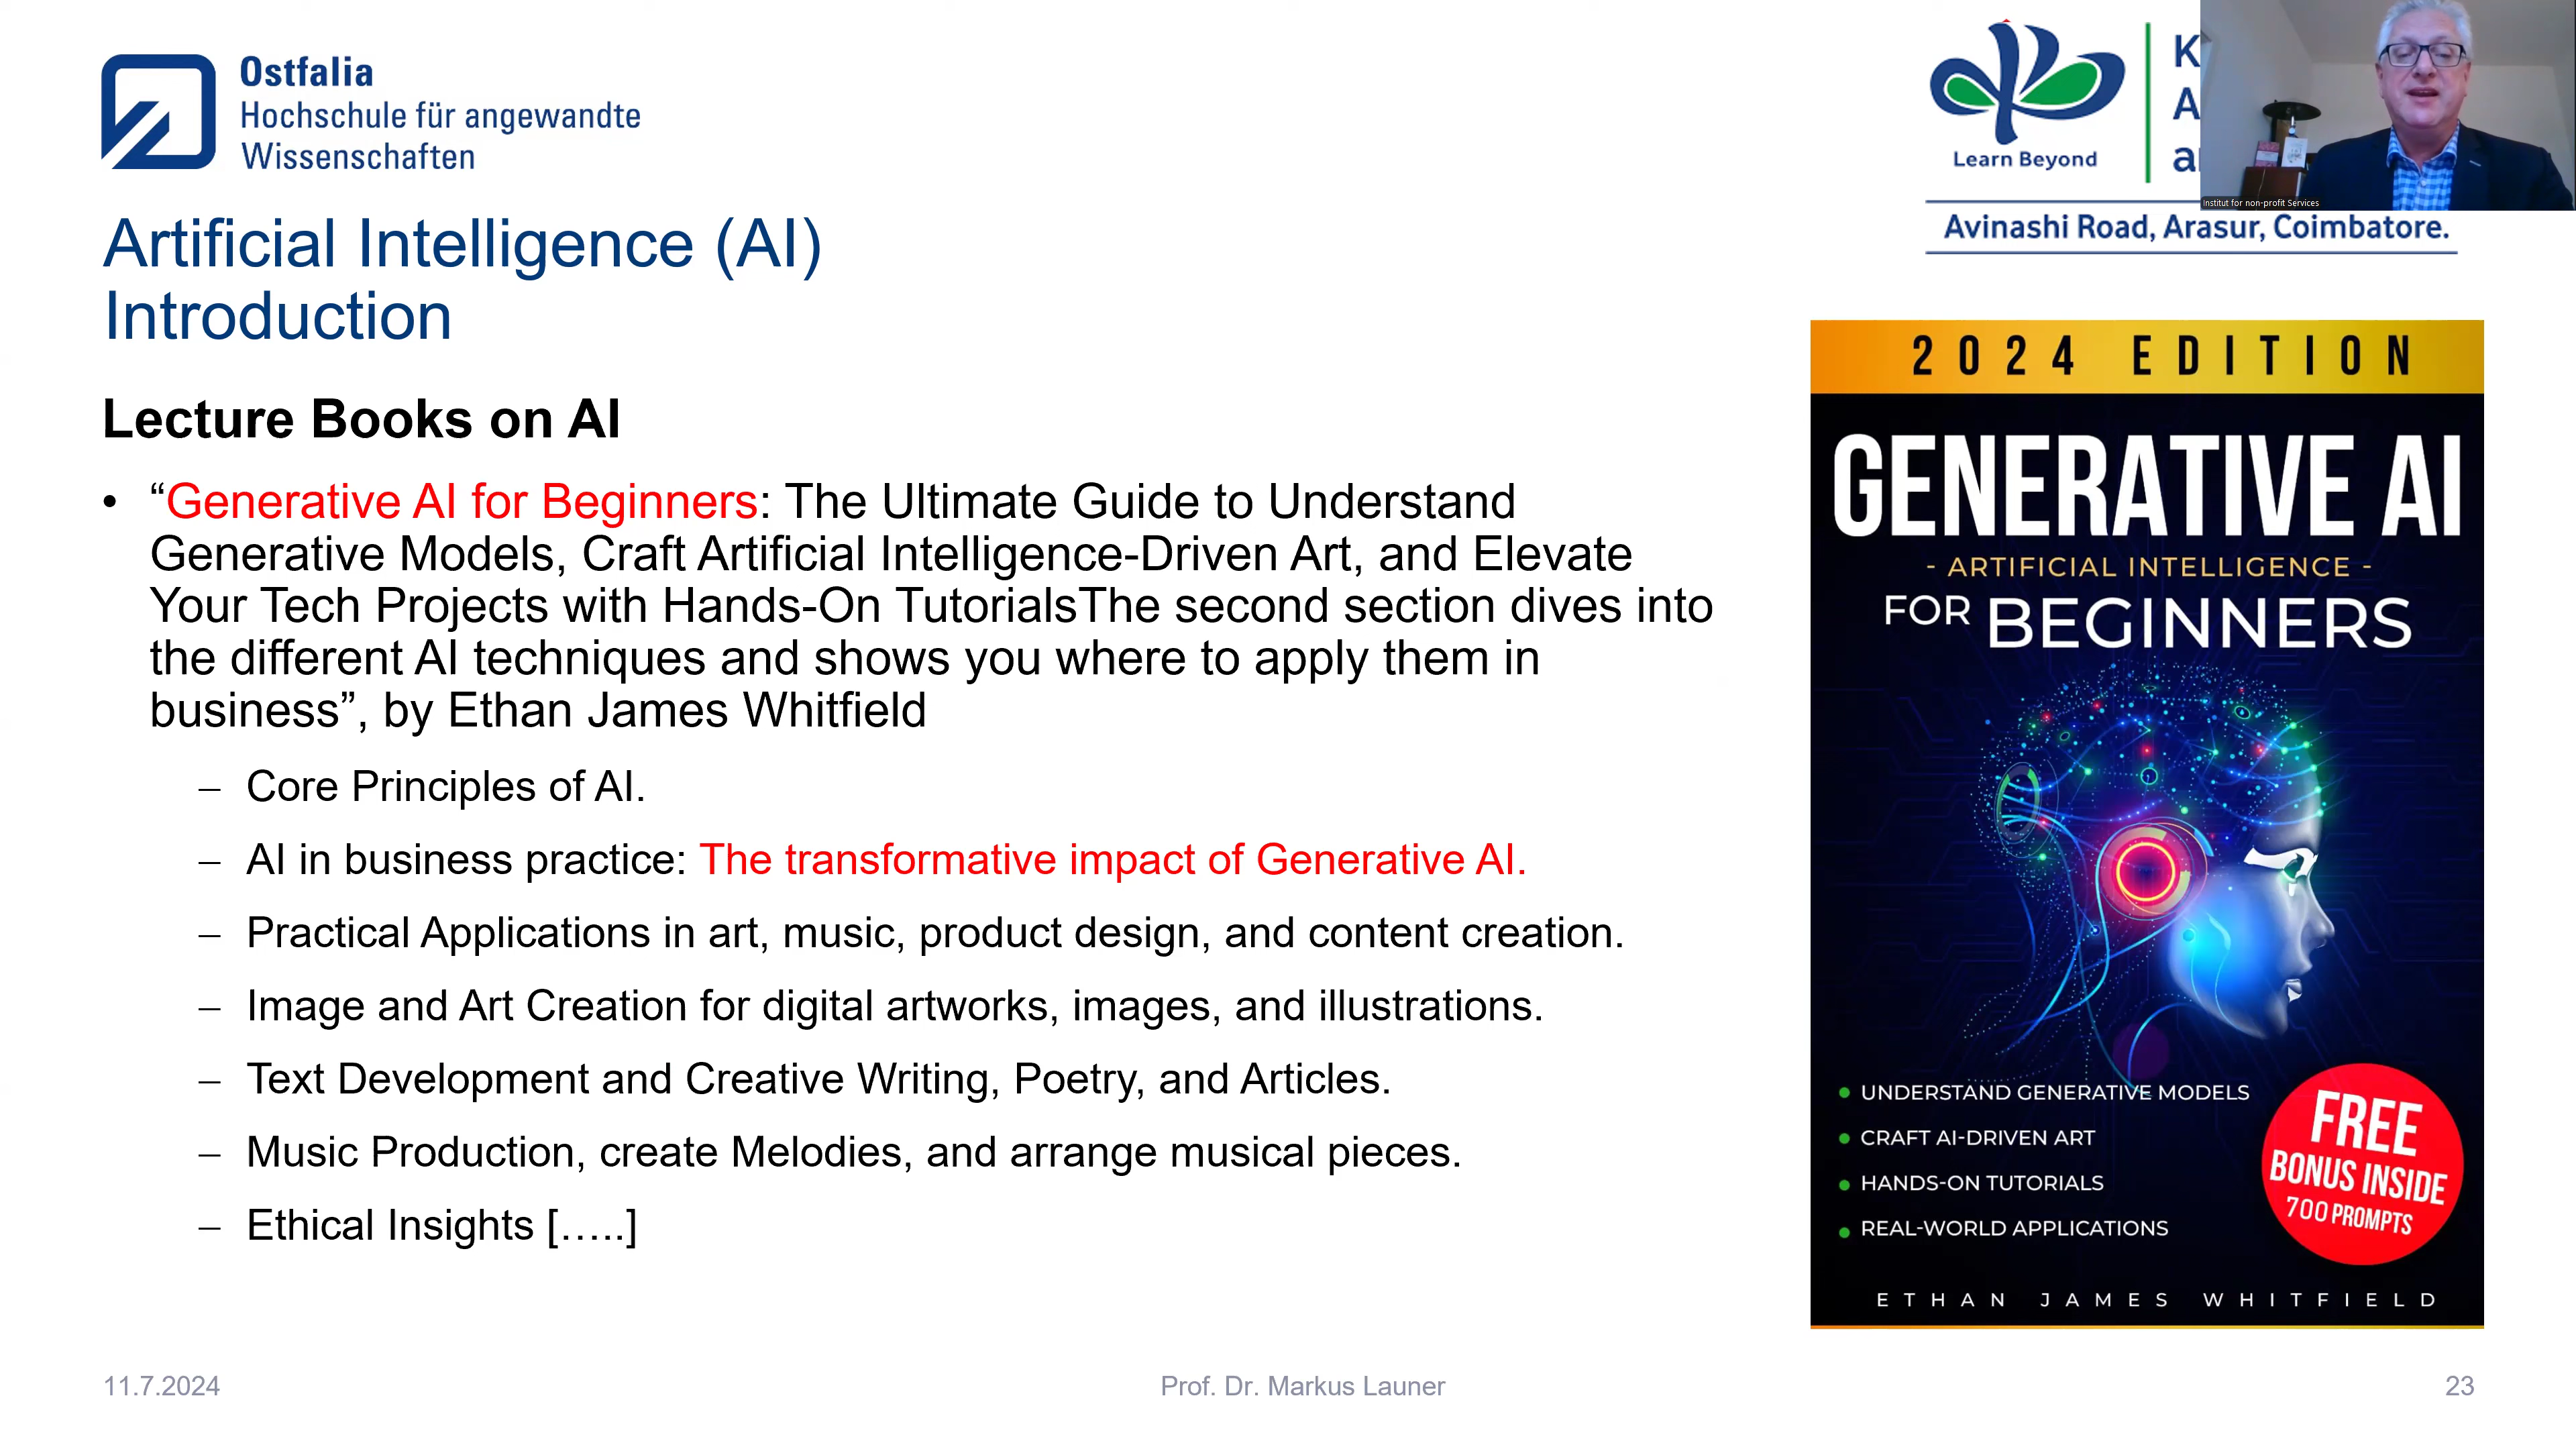 Ostfalia
Hochschule für angewandte
Wissenschaften
Learn Beyond
Institut for non-profit Services
Avinashi Road, Arasur, Coimbatore.
Artificial Intelligence (AI)
Introduction
Lecture Books on AI
• “Generative AI for Beginners: The Ultimate Guide to Understand
Generative Models, Craft Artificial Intelligence-Driven Art, and Elevate
Your Tech Projects with Hands-On TutorialsThe second section dives into
the different AI techniques and shows you where to apply them in
business”, by Ethan James Whitfield
– Core Principles of AI.
– AI in business practice: The transformative impact of Generative AI.
– Practical Applications in art, music, product design, and content creation.
– Image and Art Creation for digital artworks, images, and illustrations.
– Text Development and Creative Writing, Poetry, and Articles.
– Music Production, create Melodies, and arrange musical pieces.
– Ethical Insights […..]
2024 EDITION
GENERATIVE AI
- ARTIFICIAL INTELLIGENCE -
FOR BEGINNERS
• UNDERSTAND GENERATIVE MODELS
• CRAFT AI-DRIVEN ART
• HANDS-ON TUTORIALS
• REAL-WORLD APPLICATIONS
FREE
BONUS INSIDE
700 PROMPTS
ETHAN JAMES WHITFIELD
11.7.2024
Prof. Dr. Markus Launer
23